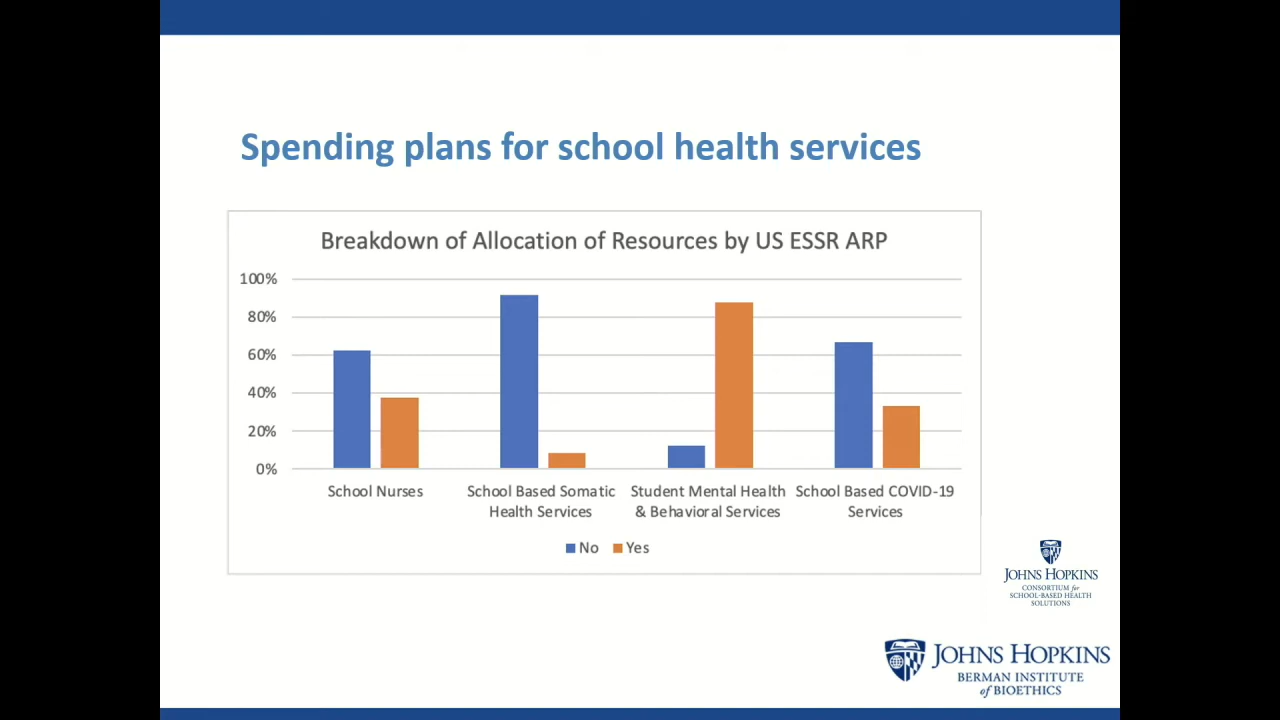 Spending plans for school health services
Breakdown of Allocation of Resources by US ESSR ARP
100%
80%
60%
40%
20%
0%
School Nurses
School Based Somatic
Health Services
Student Mental Health
& Behavioral Services
School Based COVID-19
Services
No Yes
JOHNS HOPKINS
CONSORTIUM for
SCHOOL-BASED HEALTH
SOLUTIONS
JOHNS HOPKINS
BERMAN INSTITUTE
of BIOETHICS